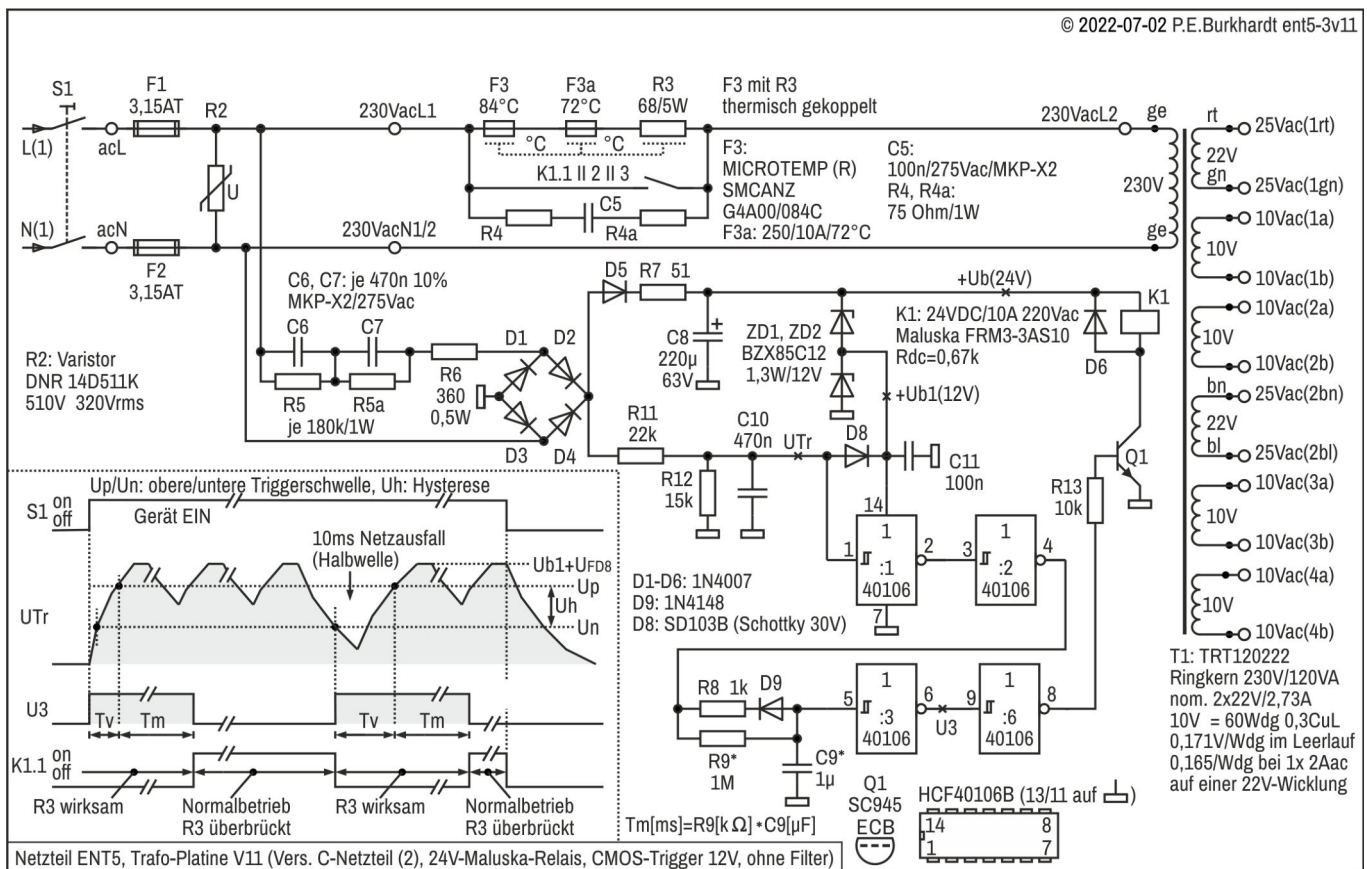 © 2022-07-02 P.E.Burkhardt ent5-3v11
S1
F1
3,15AT
R2
230VacL1
F3
84°C
F3a
72°C
R3
68/5W
F3 mit R3
thermisch gekoppelt
230VacL2
ge
rt
25Vac(1rt)
L(1)
acL
°C
°C
22V
gn
25Vac(1gn)
U
K1.1 II 2 II 3
C5
R4
R4a
F3:
MICROTEMP (R)
SMCANZ
G4A00/084C
F3a: 250/10A/72°C
C5:
100n/275Vac/MKP-X2
R4, R4a:
75 Ohm/1W
230V
ge
10Vac(1a)
10V
10Vac(1b)
N(1)
acN
F2
3,15AT
230VacN1/2
C6, C7: je 470n 10%
MKP-X2/275Vac
C6
C7
R5
R5a
je 180k/1W
R6
360
0,5W
D1
D2
D3
D4
D5
R7 51
C8
220µ
63V
+
ZD1, ZD2
BZX85C12
1,3W/12V
+Ub(24V)
K1: 24VDC/10A 220Vac
Maluska FRM3-3AS10
Rdc=0,67k
K1
D6
+Ub1(12V)
10Vac(2a)
10V
10Vac(2b)
bn
25Vac(2bn)
22V
bl
25Vac(2bl)
10Vac(3a)
10V
10Vac(3b)
10Vac(4a)
10V
10Vac(4b)
R2: Varistor
DNR 14D511K
510V 320Vrms
R11
22k
C10
470n
UTr
D8
C11
100n
R12
15k
Q1
R13
10k
14
1
1
:1
40106
2
3
1
:2
40106
4
7
D1-D6: 1N4007
D9: 1N4148
D8: SD103B (Schottky 30V)
R8 1k
D9
R9*
1M
C9*
1µ
5
1
:3
40106
6
U3
9
1
:6
40106
8
T1: TRT120222
Ringkern 230V/120VA
nom. 2x22V/2,73A
10V = 60Wdg 0,3CuL
0,171V/Wdg im Leerlauf
0,165/Wdg bei 1x 2Aac
auf einer 22V-Wicklung
Up/Un: obere/untere Triggerschwelle, Uh: Hysterese
S1 on
off
Gerät EIN
10ms Netzausfall
(Halbwelle)
Ub1+UFD8
Up
Uh
Un
UTr
U3
Tv
Tm
Tv
Tm
K1.1 on
off
R3 wirksam
Normalbetrieb
R3 überbrückt
R3 wirksam
Normalbetrieb
R3 überbrückt
Tm[ms]=R9[k Ω] *C9[µF]
Q1
SC945
ECB
HCF40106B (13/11 auf ⊥)
14
8
1
7
Netzteil ENT5, Trafo-Platine V11 (Vers. C-Netzteil (2), 24V-Maluska-Relais, CMOS-Trigger 12V, ohne Filter)